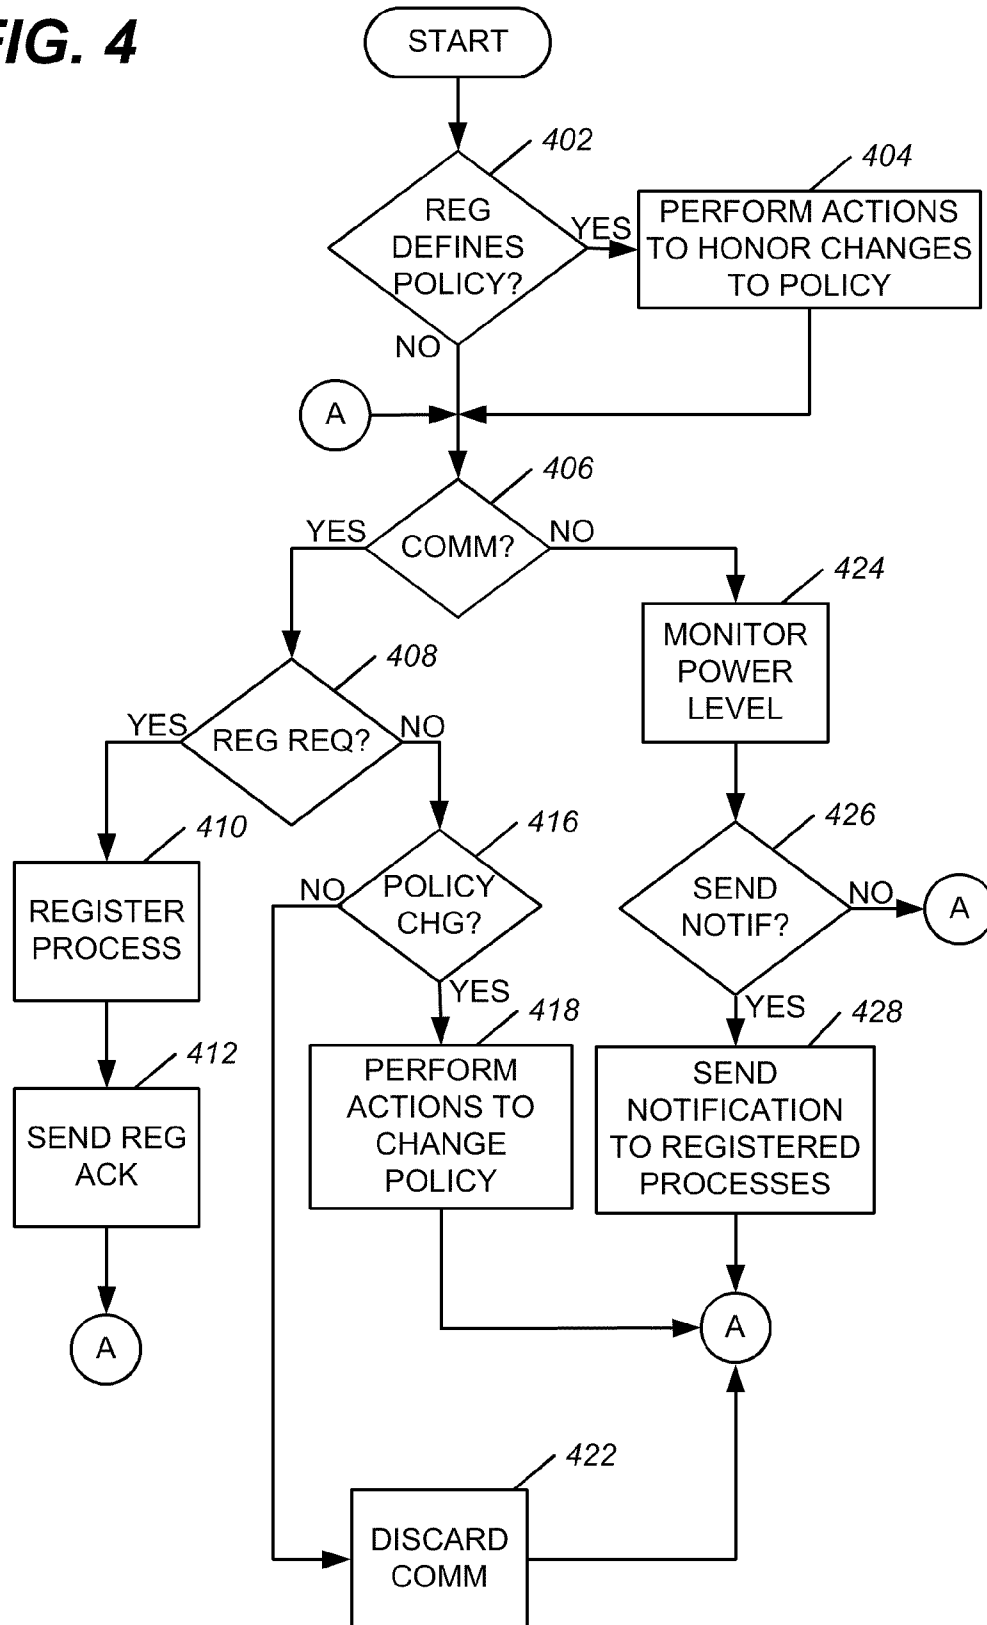 FIG. 4
START
402
REG
DEFINES
POLICY?
YES
404
PERFORM ACTIONS
TO HONOR CHANGES
TO POLICY
NO
A
406
COMM?
YES
NO
424
MONITOR
POWER
LEVEL
408
REG REQ?
YES
NO
410
REGISTER
PROCESS
416
POLICY
CHG?
NO
YES
426
SEND
NOTIF?
NO
A
YES
412
SEND REG
ACK
A
418
PERFORM
ACTIONS TO
CHANGE
POLICY
428
SEND
NOTIFICATION
TO REGISTERED
PROCESSES
A
422
DISCARD
COMM